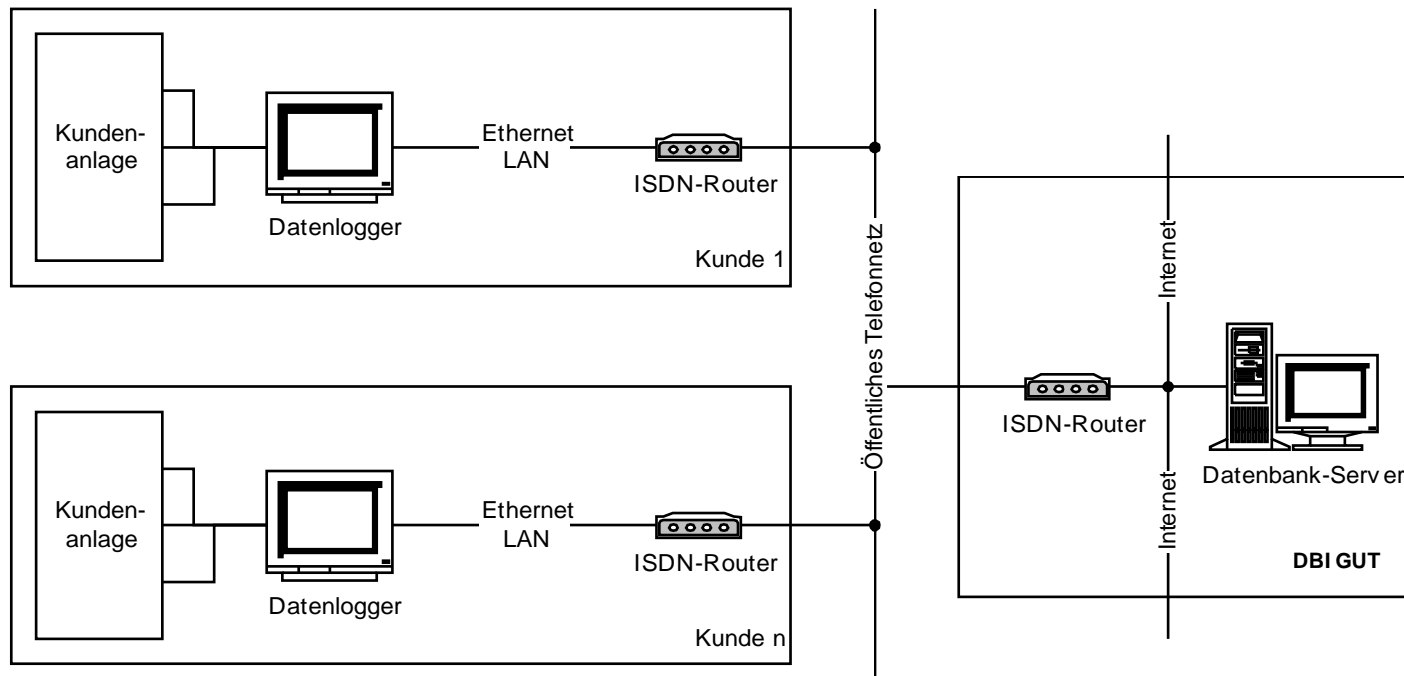 Kunden-
anlage
Datenlogger
Ethernet
LAN
ISDN-Router
Kunde 1
Kunden-
anlage
Datenlogger
Ethernet
LAN
ISDN-Router
Kunde n
Öffentliches Telefonnetz
Internet
ISDN-Router
Internet
Datenbank-Server
DBI GUT